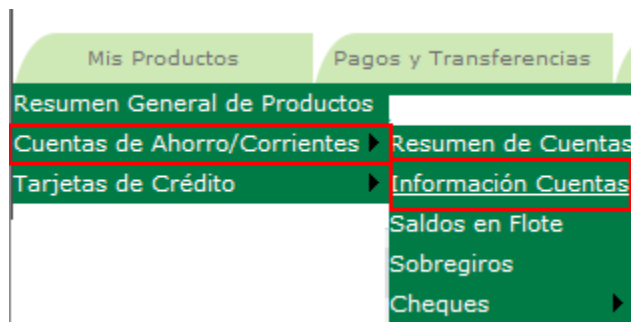 Mis Productos
Pagos y Transferencias
Resumen General de Productos
Cuentas de Ahorro/Corrientes
Tarjetas de Crédito
Resumen de Cuentas
Información Cuentas
Saldos en Flote
Sobregiros
Cheques